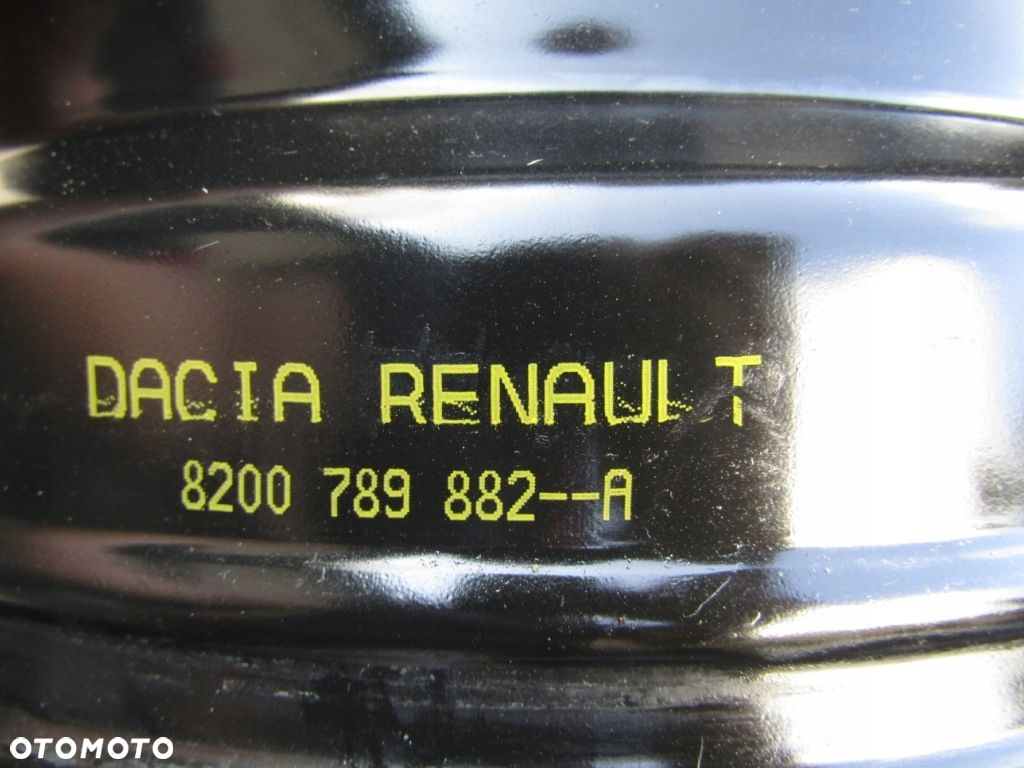 DACIA RENAULT
8200 789 882--A
OTOMOTO